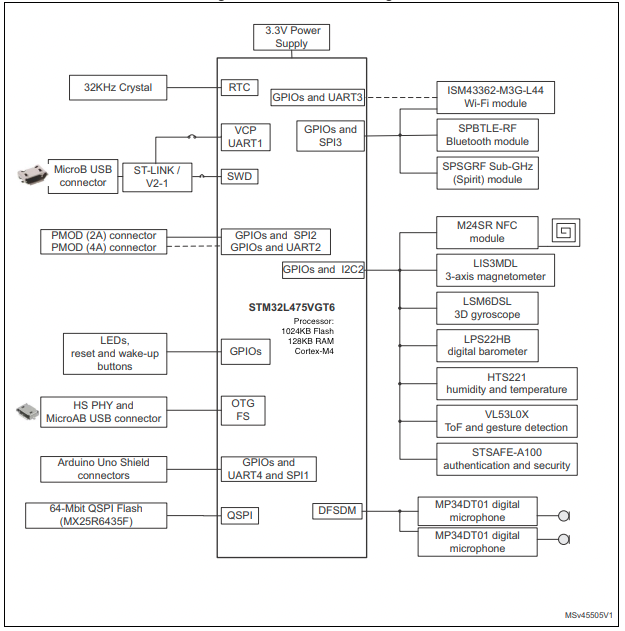 3.3V Power
Supply
32KHz Crystal
RTC
GPIOs and UART3
ISM43362-M3G-L44
Wi-Fi module
VCP
UART1
GPIOs and
SPI3
SPBTLE-RF
Bluetooth module
MicroB USB
connector
ST-LINK /
V2-1
SWD
SPSGRF Sub-GHz
(Spirit) module
PMOD (2A) connector
PMOD (4A) connector
GPIOs and SPI2
GPIOs and UART2
M24SR NFC
module
GPIOs and I2C2
LIS3MDL
3-axis magnetometer
STM32L475VGT6
Processor:
1024KB Flash
128KB RAM
Cortex-M4
LSM6DSL
3D gyroscope
LEDs,
reset and wake-up
buttons
GPIOs
LPS22HB
digital barometer
HTS221
humidity and temperature
HS PHY and
MicroAB USB connector
OTG
FS
VL53L0X
ToF and gesture detection
Arduino Uno Shield
connectors
GPIOs and
UART4 and SPI1
STSAFE-A100
authentication and security
64-Mbit QSPI Flash
(MX25R6435F)
QSPI
DFSDM
MP34DT01 digital
microphone
MP34DT01 digital
microphone
MSv45505V1